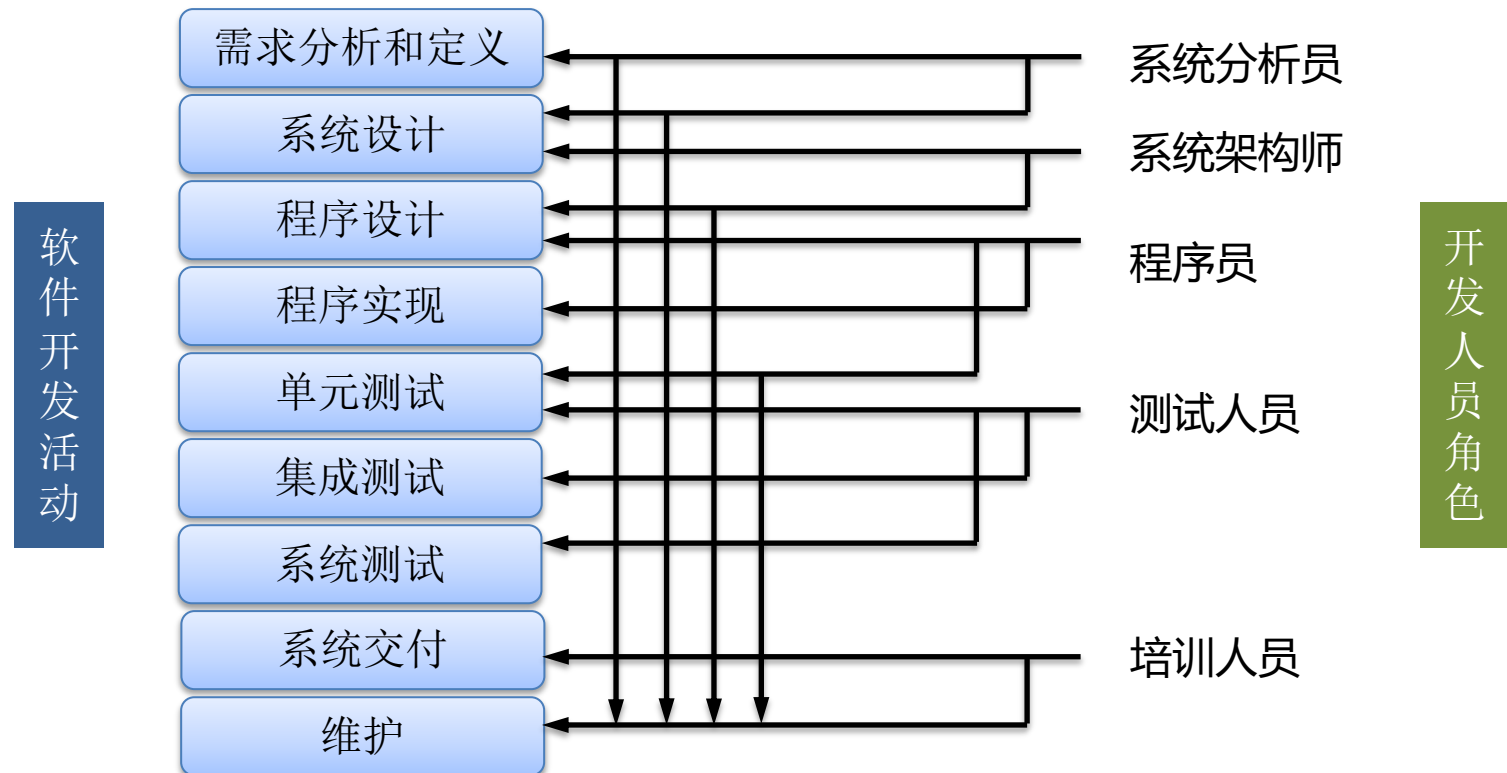 需求分析和定义
系统分析员
系统设计
系统架构师
程序设计
程序员
程序实现
单元测试
测试人员
集成测试
系统测试
系统交付
培训人员
维护
软件开发活动
开发人员角色